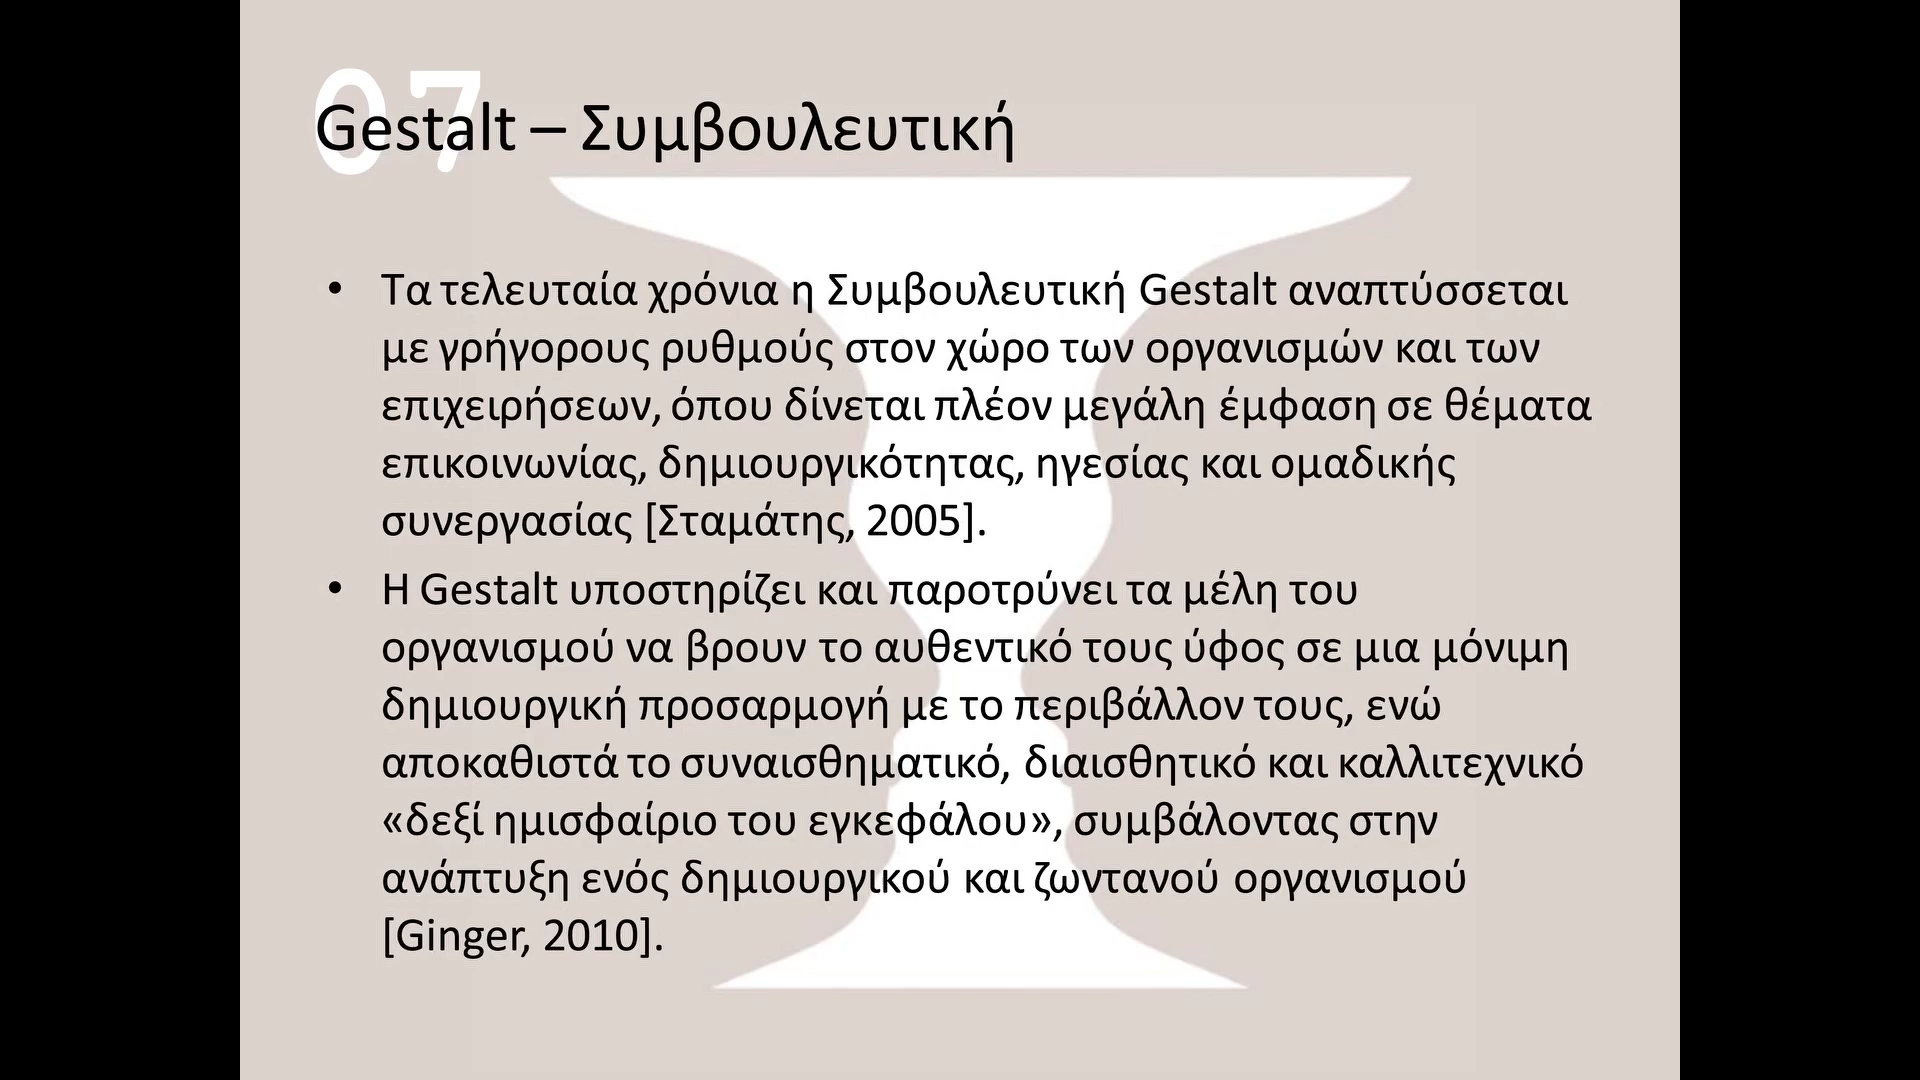 07
Gestalt – Συμβουλευτική
• Τα τελευταία χρόνια η Συμβουλευτική Gestalt αναπτύσσεται
με γρήγορους ρυθμούς στον χώρο των οργανισμών και των
επιχειρήσεων, όπου δίνεται πλέον μεγάλη έμφαση σε θέματα
επικοινωνίας, δημιουργικότητας, ηγεσίας και ομαδικής
συνεργασίας [Σταμάτης, 2005].
• Η Gestalt υποστηρίζει και παροτρύνει τα μέλη του
οργανισμού να βρουν το αυθεντικό τους ύφος σε μια μόνιμη
δημιουργική προσαρμογή με το περιβάλλον τους, ενώ
αποκαθιστά το συναισθηματικό, διαισθητικό και καλλιτεχνικό
«δεξί ημισφαίριο του εγκεφάλου», συμβάλοντας στην
ανάπτυξη ενός δημιουργικού και ζωντανού οργανισμού
[Ginger, 2010].